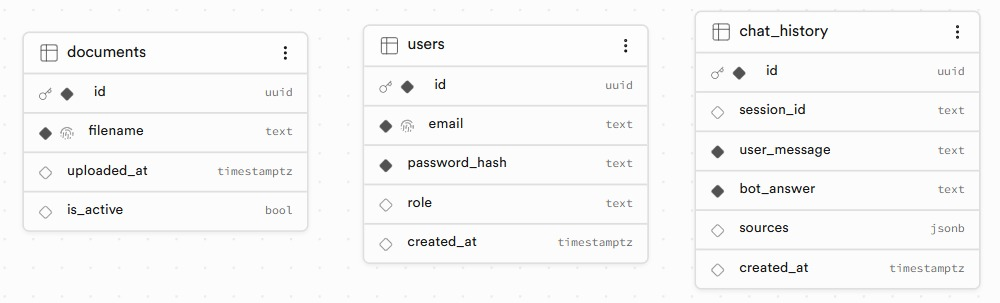 documents
id uuid
filename text
uploaded_at timestamptz
is_active bool
users
id uuid
email text
password_hash text
role text
created_at timestamptz
chat_history
id uuid
session_id text
user_message text
bot_answer text
sources jsonb
created_at timestamptz